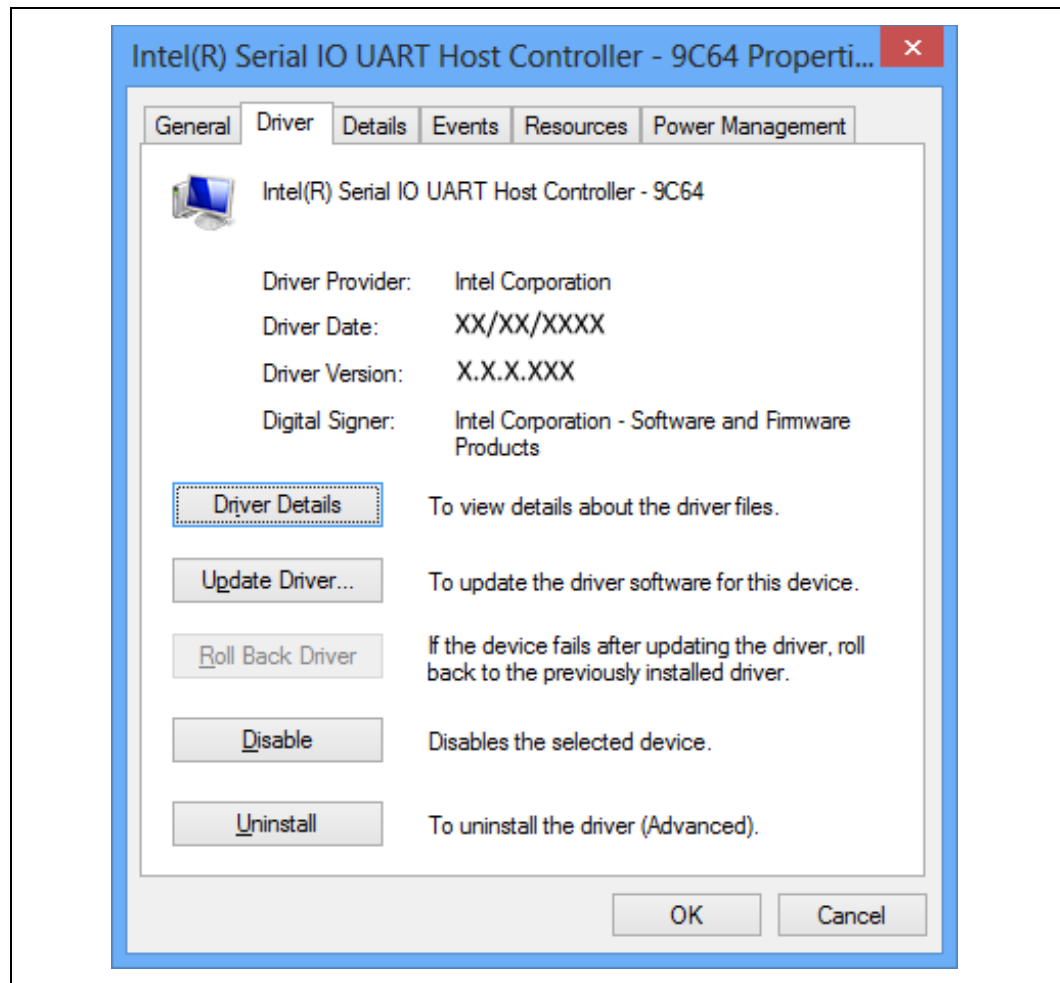 Intel(R) Serial IO UART Host Controller - 9C64 Properti...
General Driver Details Events Resources Power Management
Intel(R) Serial IO UART Host Controller - 9C64
Driver Provider: Intel Corporation
Driver Date: XX/XX/XXXX
Driver Version: X.X.X.XXX
Digital Signer: Intel Corporation - Software and Firmware
Products
Driver Details To view details about the driver files.
Update Driver... To update the driver software for this device.
Roll Back Driver If the device fails after updating the driver, roll
back to the previously installed driver.
Disable Disables the selected device.
Uninstall To uninstall the driver (Advanced).
OK Cancel